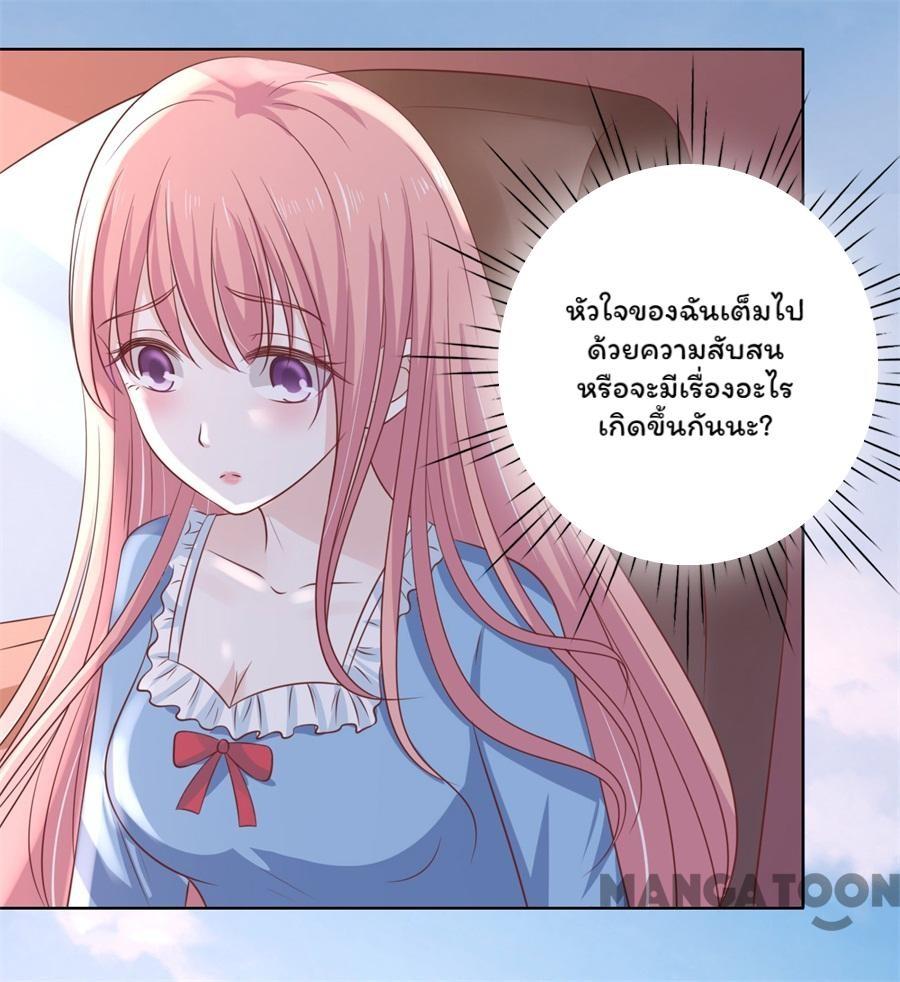 หัวใจของฉันเต็มไป
ด้วยความสับสน
หรือจะมีเรื่องอะไร
เกิดขึ้นกันนะ?
MANGATOON